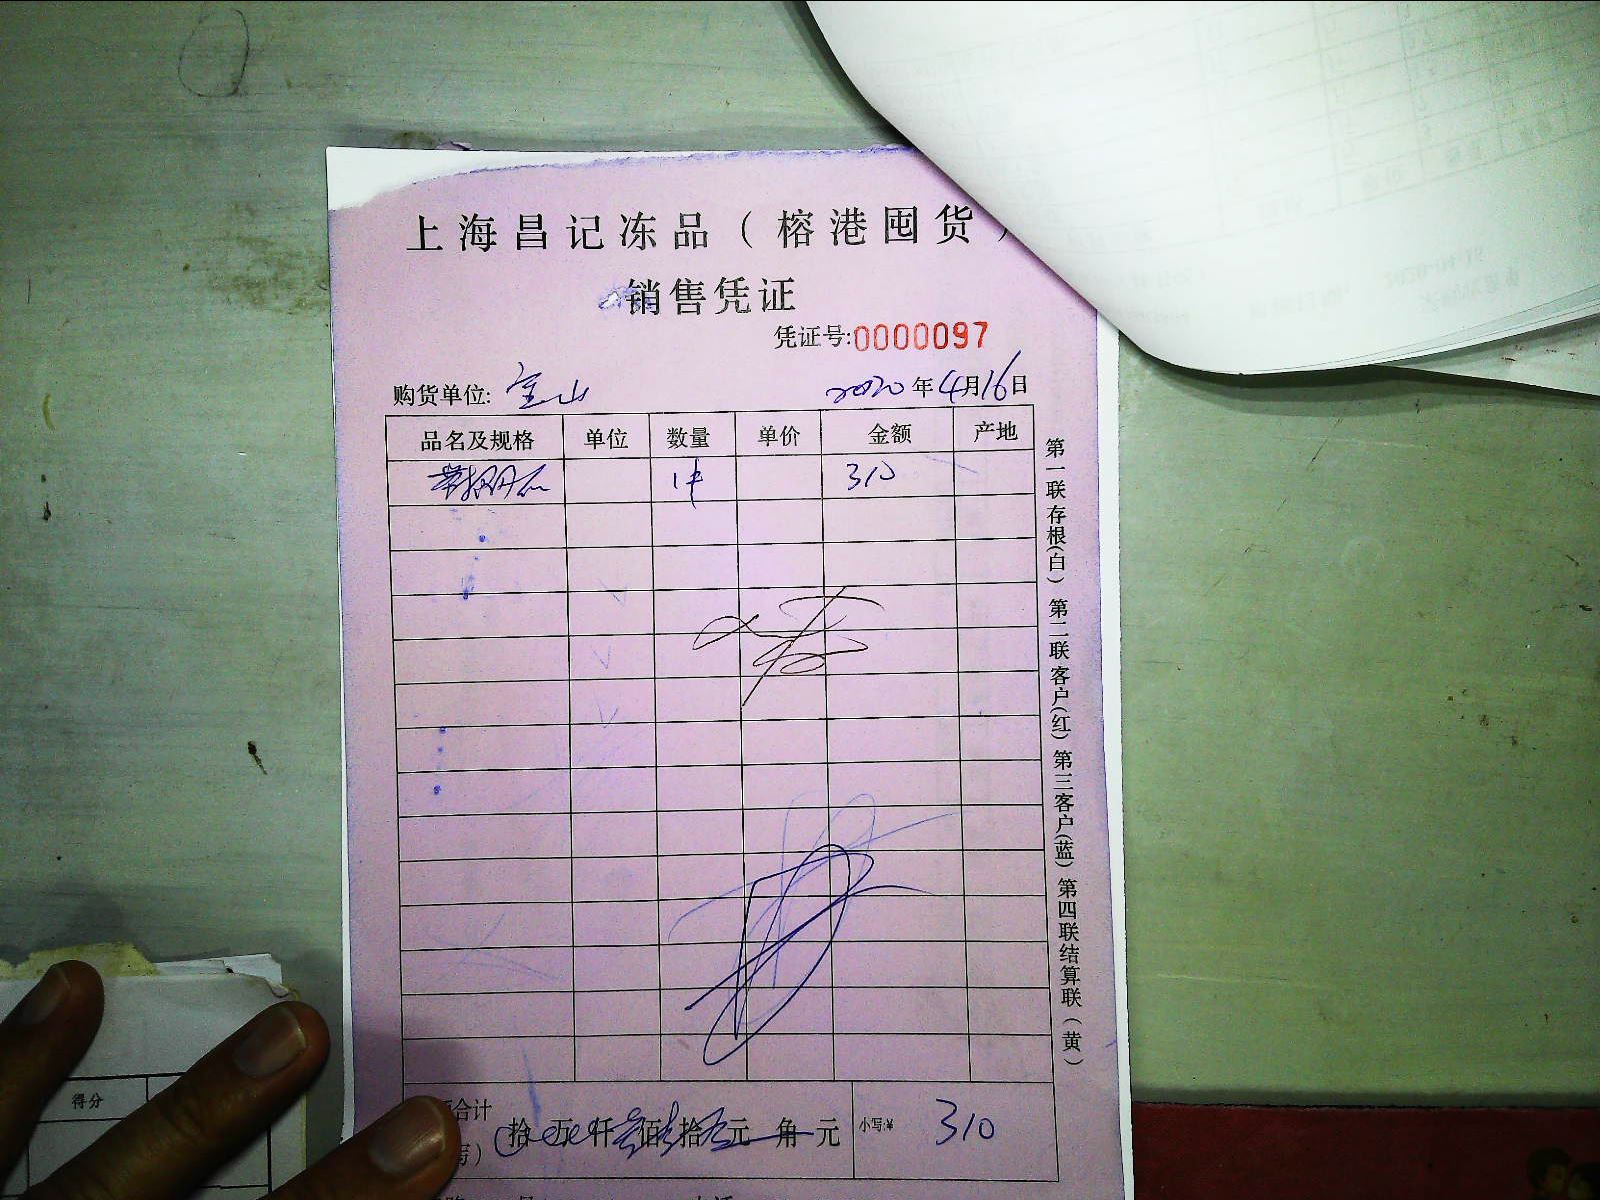 上海昌记冻品（榕港囤货）
销售凭证
凭证号:0000097
购货单位: 宝山 2020年4月16日
品名及规格 单位 数量 单价 金额 产地
1件 310
合计 拾 万 仟 佰 拾 元 角 元 小写:¥ 310
第一联存根(白) 第二联客户(红) 第三客户(蓝) 第四联结算联(黄)
得分